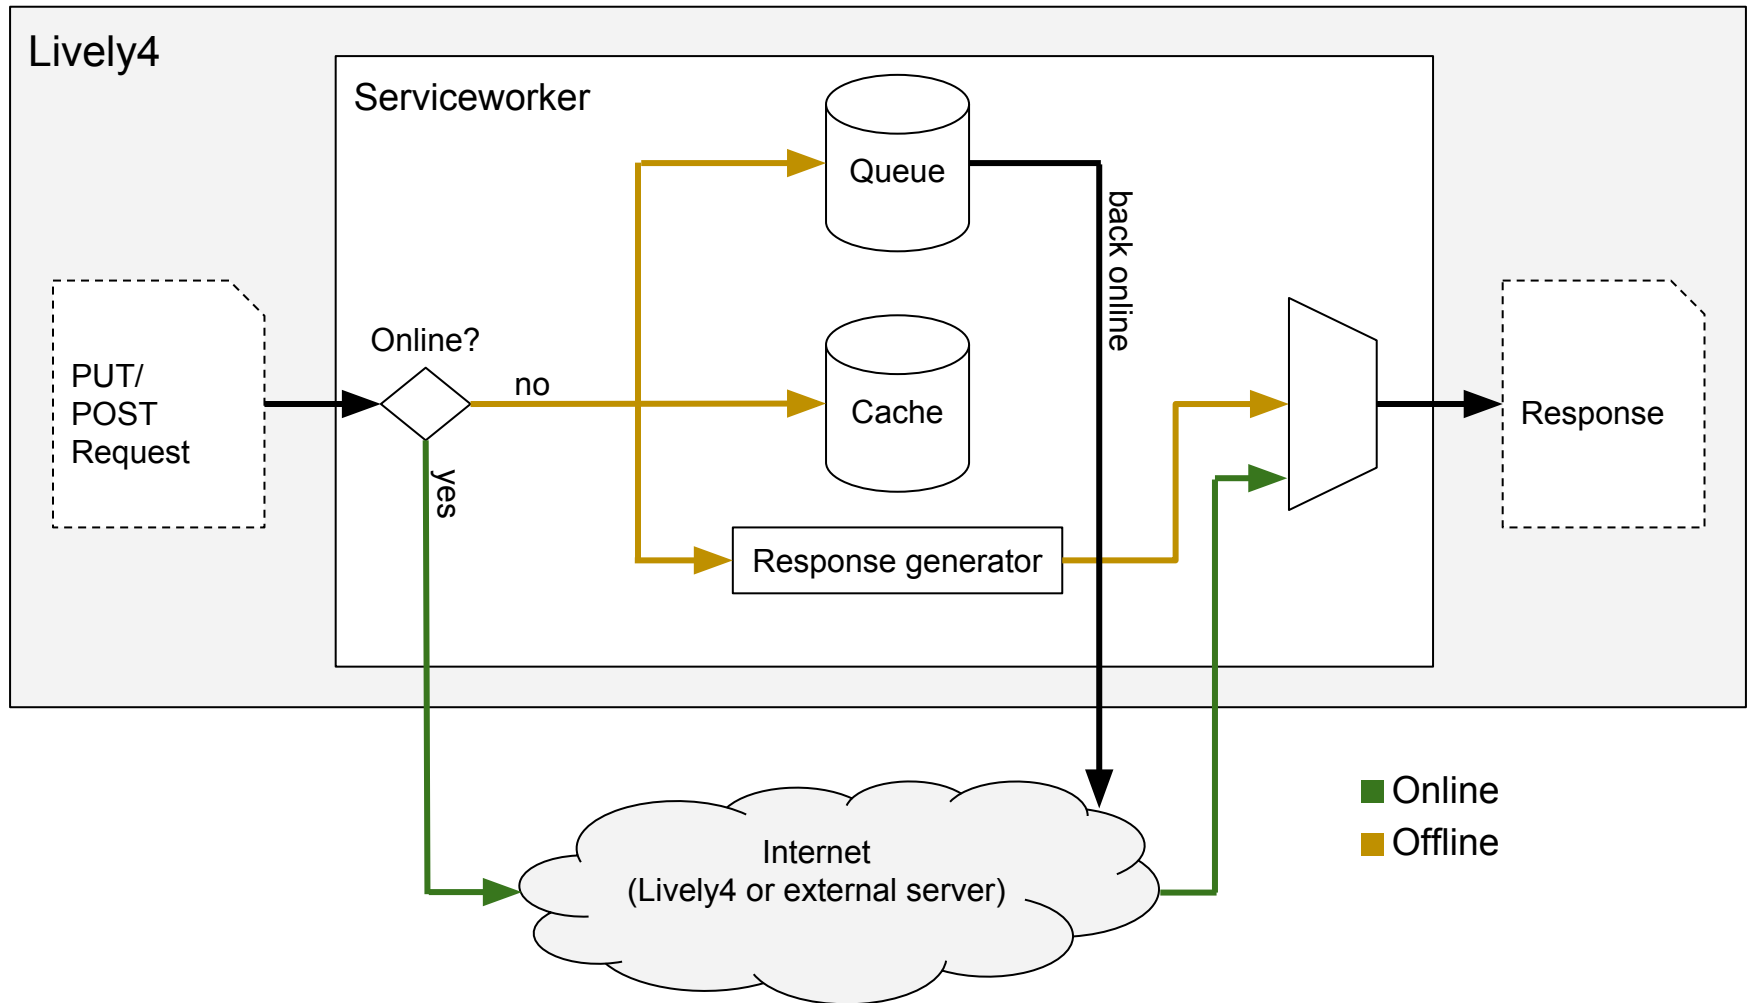 Lively4
Serviceworker
Queue
back online
Online?
no
PUT/
POST
Request
Cache
Response
yes
Response generator
Internet
(Lively4 or external server)
Online
Offline